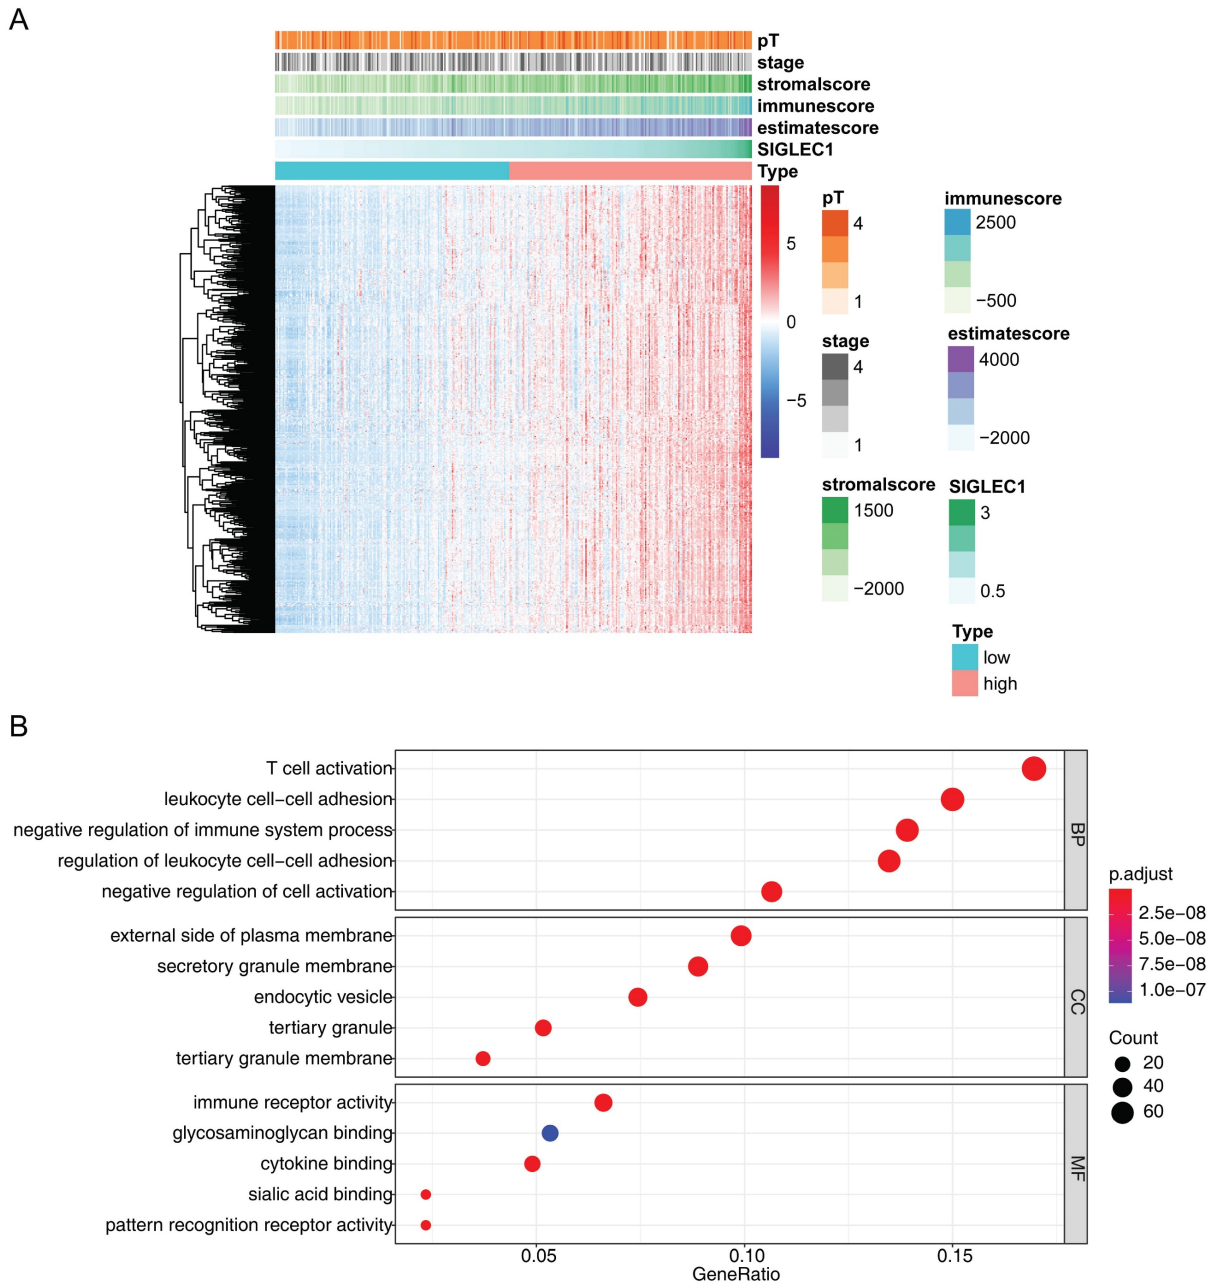 A
pT
stage
stromalscore
immunescore
estimatescore
SIGLEC1
Type
5
0
−5
pT
4
1
immunescore
2500
−500
stage
4
1
estimatescore
4000
−2000
stromalscore
1500
−2000
SIGLEC1
3
0.5
Type
low
high
B
T cell activation
leukocyte cell−cell adhesion
negative regulation of immune system process
regulation of leukocyte cell−cell adhesion
negative regulation of cell activation
BP
external side of plasma membrane
secretory granule membrane
endocytic vesicle
tertiary granule
tertiary granule membrane
CC
immune receptor activity
glycosaminoglycan binding
cytokine binding
sialic acid binding
pattern recognition receptor activity
MF
0.05 0.10 0.15
GeneRatio
p.adjust
2.5e−08
5.0e−08
7.5e−08
1.0e−07
Count
20
40
60